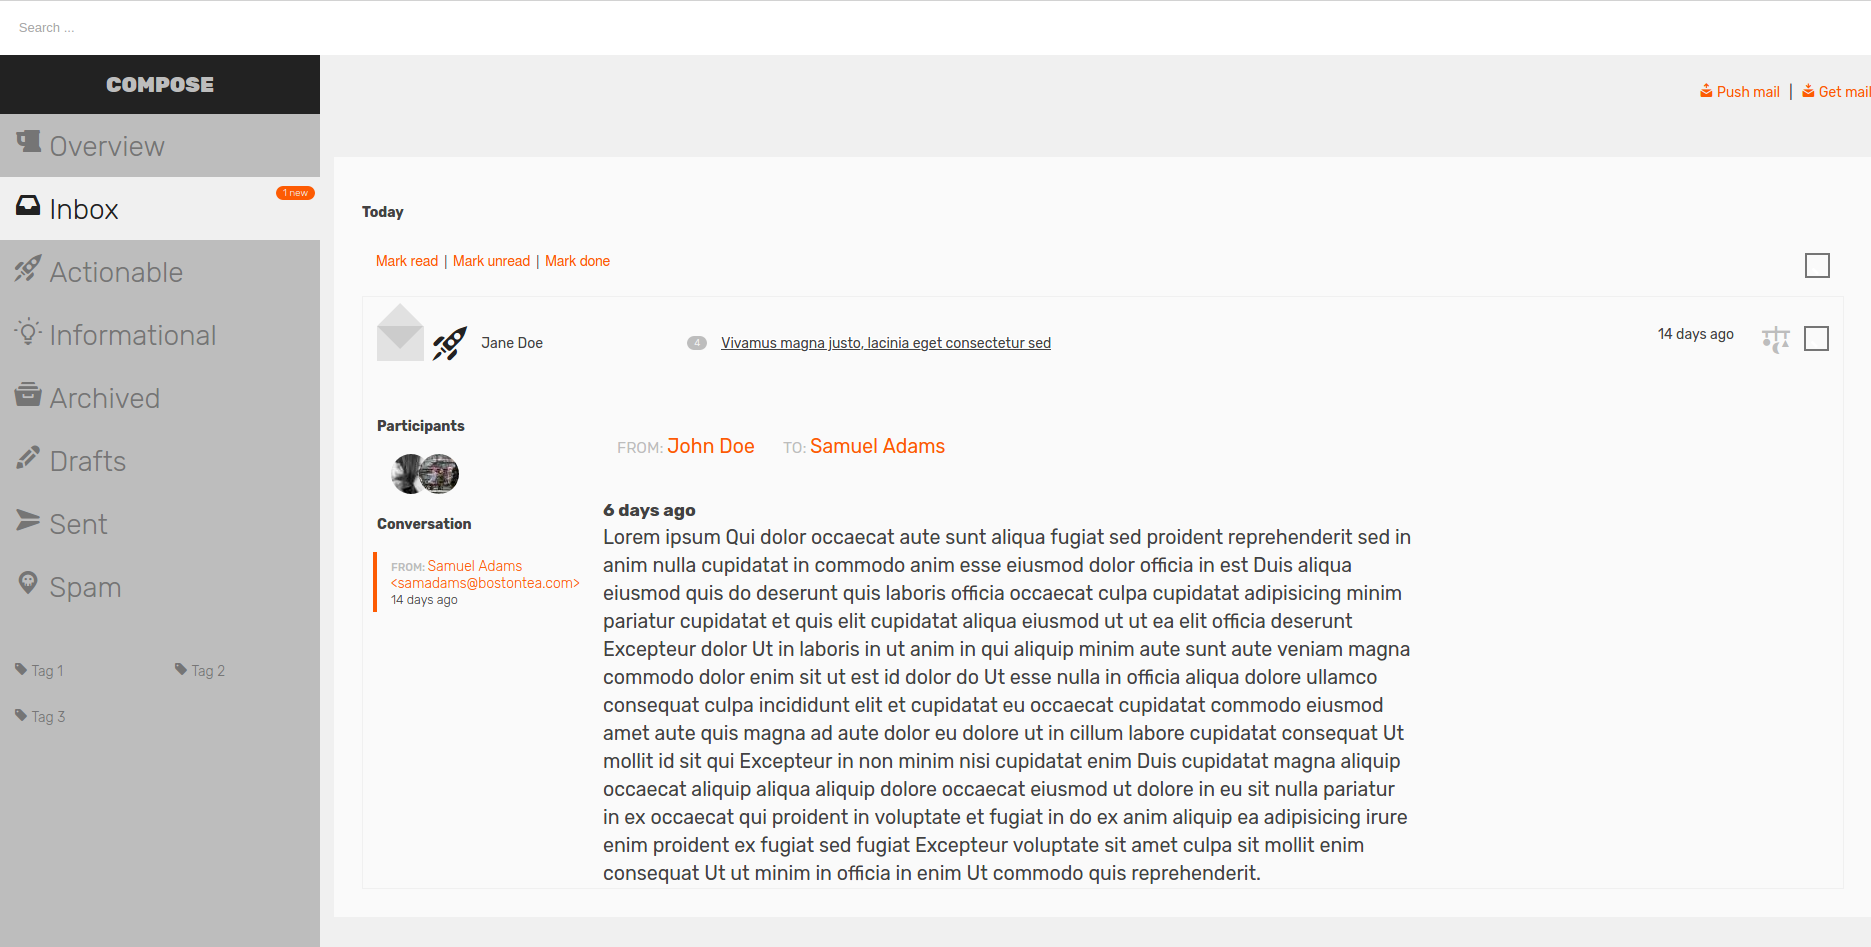 Search ...
COMPOSE
Push mail | Get mail
Overview
Inbox
1 new
Actionable
Informational
Archived
Drafts
Sent
Spam
Tag 1
Tag 2
Tag 3
Today
Mark read | Mark unread | Mark done
Jane Doe
4
Vivamus magna justo, lacinia eget consectetur sed
14 days ago
Participants
Conversation
FROM: Samuel Adams
<samadams@bostontea.com>
14 days ago
FROM: John Doe TO: Samuel Adams
6 days ago
Lorem ipsum Qui dolor occaecat aute sunt aliqua fugiat sed proident reprehenderit sed in
anim nulla cupidatat in commodo anim esse eiusmod dolor officia in est Duis aliqua
eiusmod quis do deserunt quis laboris officia occaecat culpa cupidatat adipisicing minim
pariatur cupidatat et quis elit cupidatat aliqua eiusmod ut ut ea elit officia deserunt
Excepteur dolor Ut in laboris in ut anim in qui aliquip minim aute sunt aute veniam magna
commodo dolor enim sit ut est id dolor do Ut esse nulla in officia aliqua dolore ullamco
consequat culpa incididunt elit et cupidatat eu occaecat cupidatat commodo eiusmod
amet aute quis magna ad aute dolor eu dolore ut in cillum labore cupidatat consequat Ut
mollit id sit qui Excepteur in non minim nisi cupidatat enim Duis cupidatat magna aliquip
occaecat aliquip aliqua aliquip dolore occaecat eiusmod ut dolore in eu sit nulla pariatur
in ex occaecat qui proident in voluptate et fugiat in do ex anim aliquip ea adipisicing irure
enim proident ex fugiat sed fugiat Excepteur voluptate sit amet culpa sit mollit enim
consequat Ut ut minim in officia in enim Ut commodo quis reprehenderit.